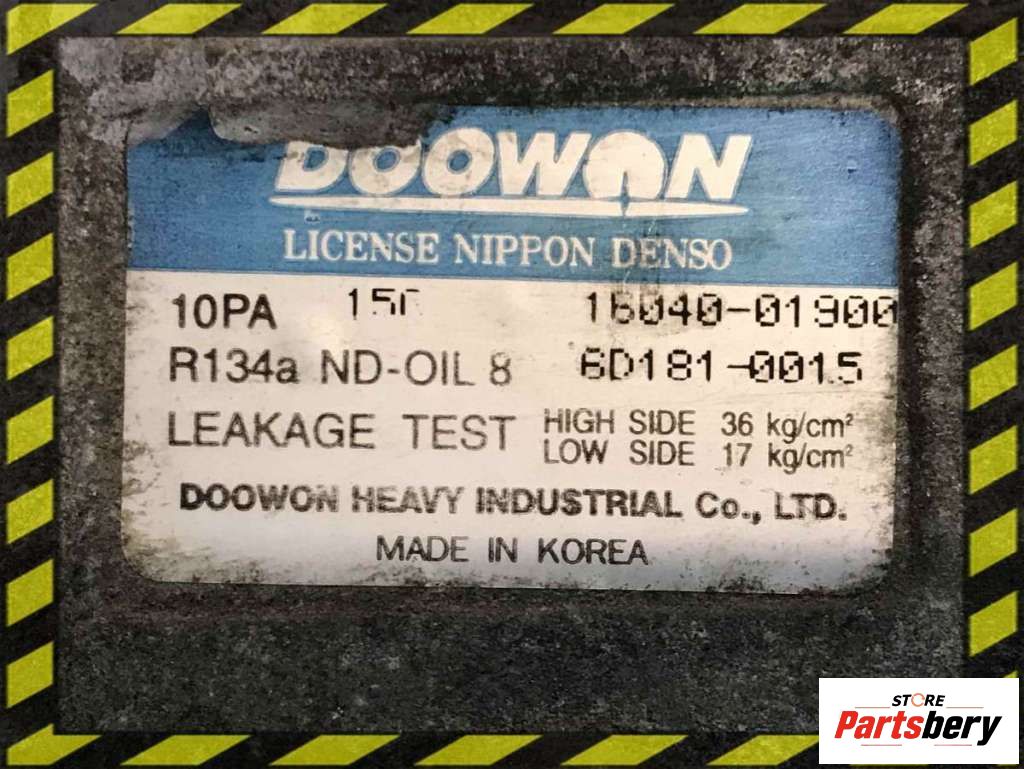 DOOWON
LICENSE NIPPON DENSO
10PA 16040-01900
R134a ND-OIL 8 6D181-0015
LEAKAGE TEST HIGH SIDE 36 kg/cm²
LOW SIDE 17 kg/cm²
DOOWON HEAVY INDUSTRIAL Co., LTD.
MADE IN KOREA
STORE
Partsbery